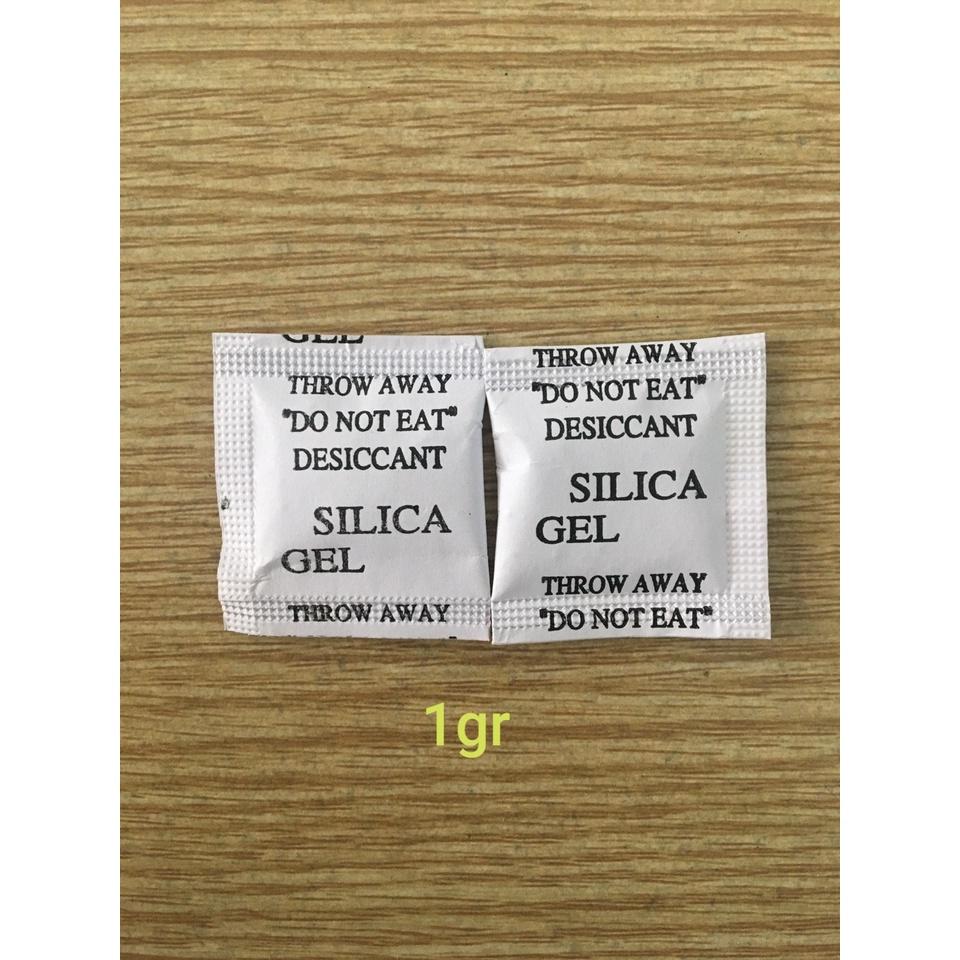 GEL
THROW AWAY
"DO NOT EAT"
DESICCANT
SILICA
GEL
THROW AWAY
THROW AWAY
"DO NOT EAT"
DESICCANT
SILICA
GEL
THROW AWAY
"DO NOT EAT"
1gr